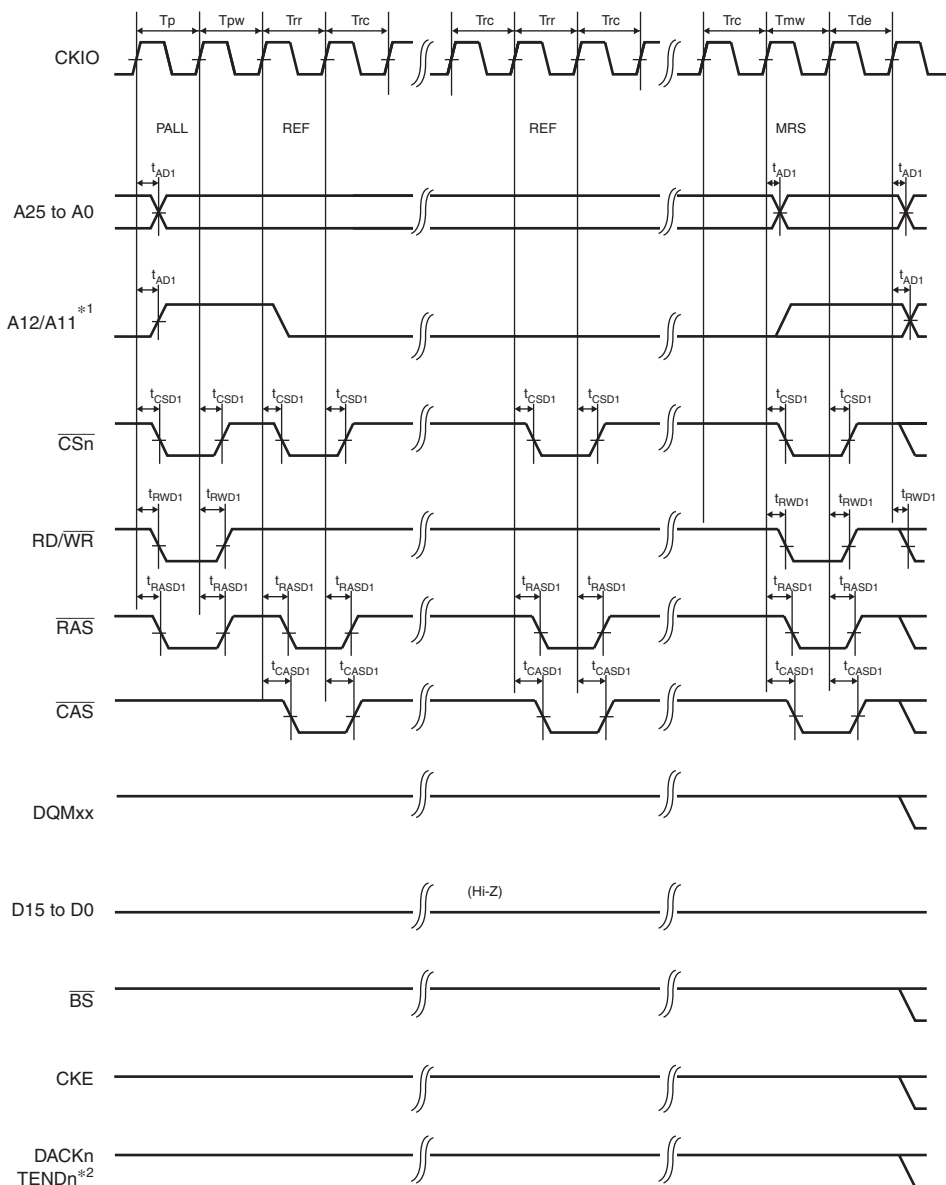 Tp Tpw Trr Trc Trc Trr Trc Trc Tmw Tde
CKIO
PALL REF REF MRS
tAD1 tAD1 tAD1
A25 to A0
tAD1 tAD1
A12/A11*1
tCSD1 tCSD1 tCSD1 tCSD1 tCSD1 tCSD1 tCSD1 tCSD1
CSn
tRWD1 tRWD1 tRWD1 tRWD1 tRWD1
RD/WR
tRASD1 tRASD1 tRASD1 tRASD1 tRASD1 tRASD1 tRASD1 tRASD1
RAS
tCASD1 tCASD1 tCASD1 tCASD1 tCASD1 tCASD1
CAS
DQMxx
(Hi-Z)
D15 to D0
BS
CKE
DACKn
TENDn*2